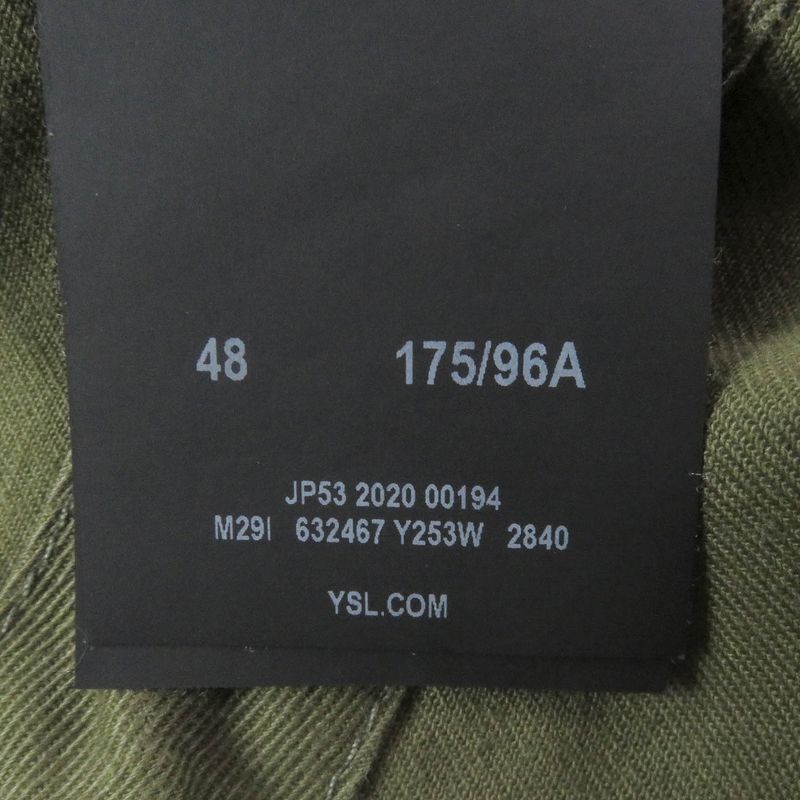 48 175/96A
JP53 2020 00194
M29I 632467 Y253W 2840
YSL.COM